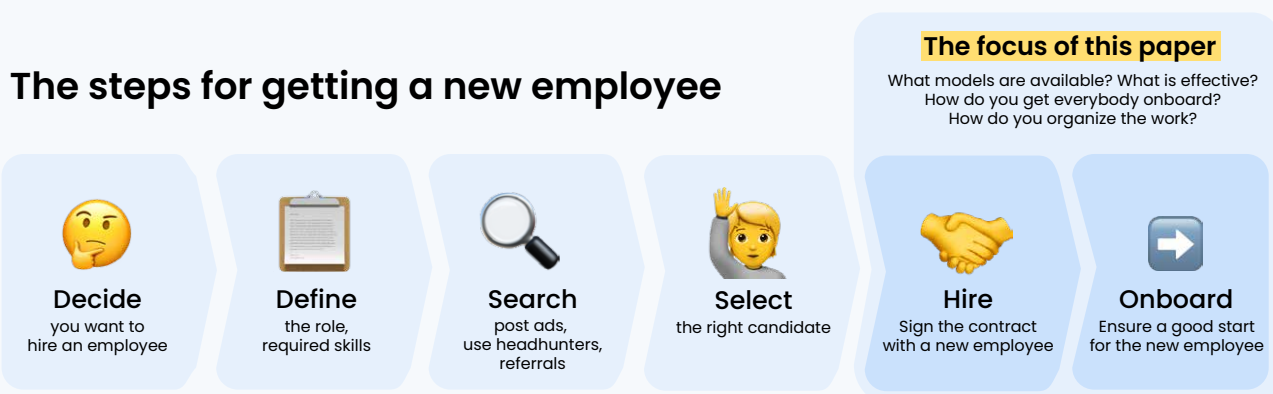 The steps for getting a new employee
The focus of this paper
What models are available? What is effective?
How do you get everybody onboard?
How do you organize the work?
Decide
you want to
hire an employee
Define
the role,
required skills
Search
post ads,
use headhunters,
referrals
Select
the right candidate
Hire
Sign the contract
with a new employee
Onboard
Ensure a good start
for the new employee